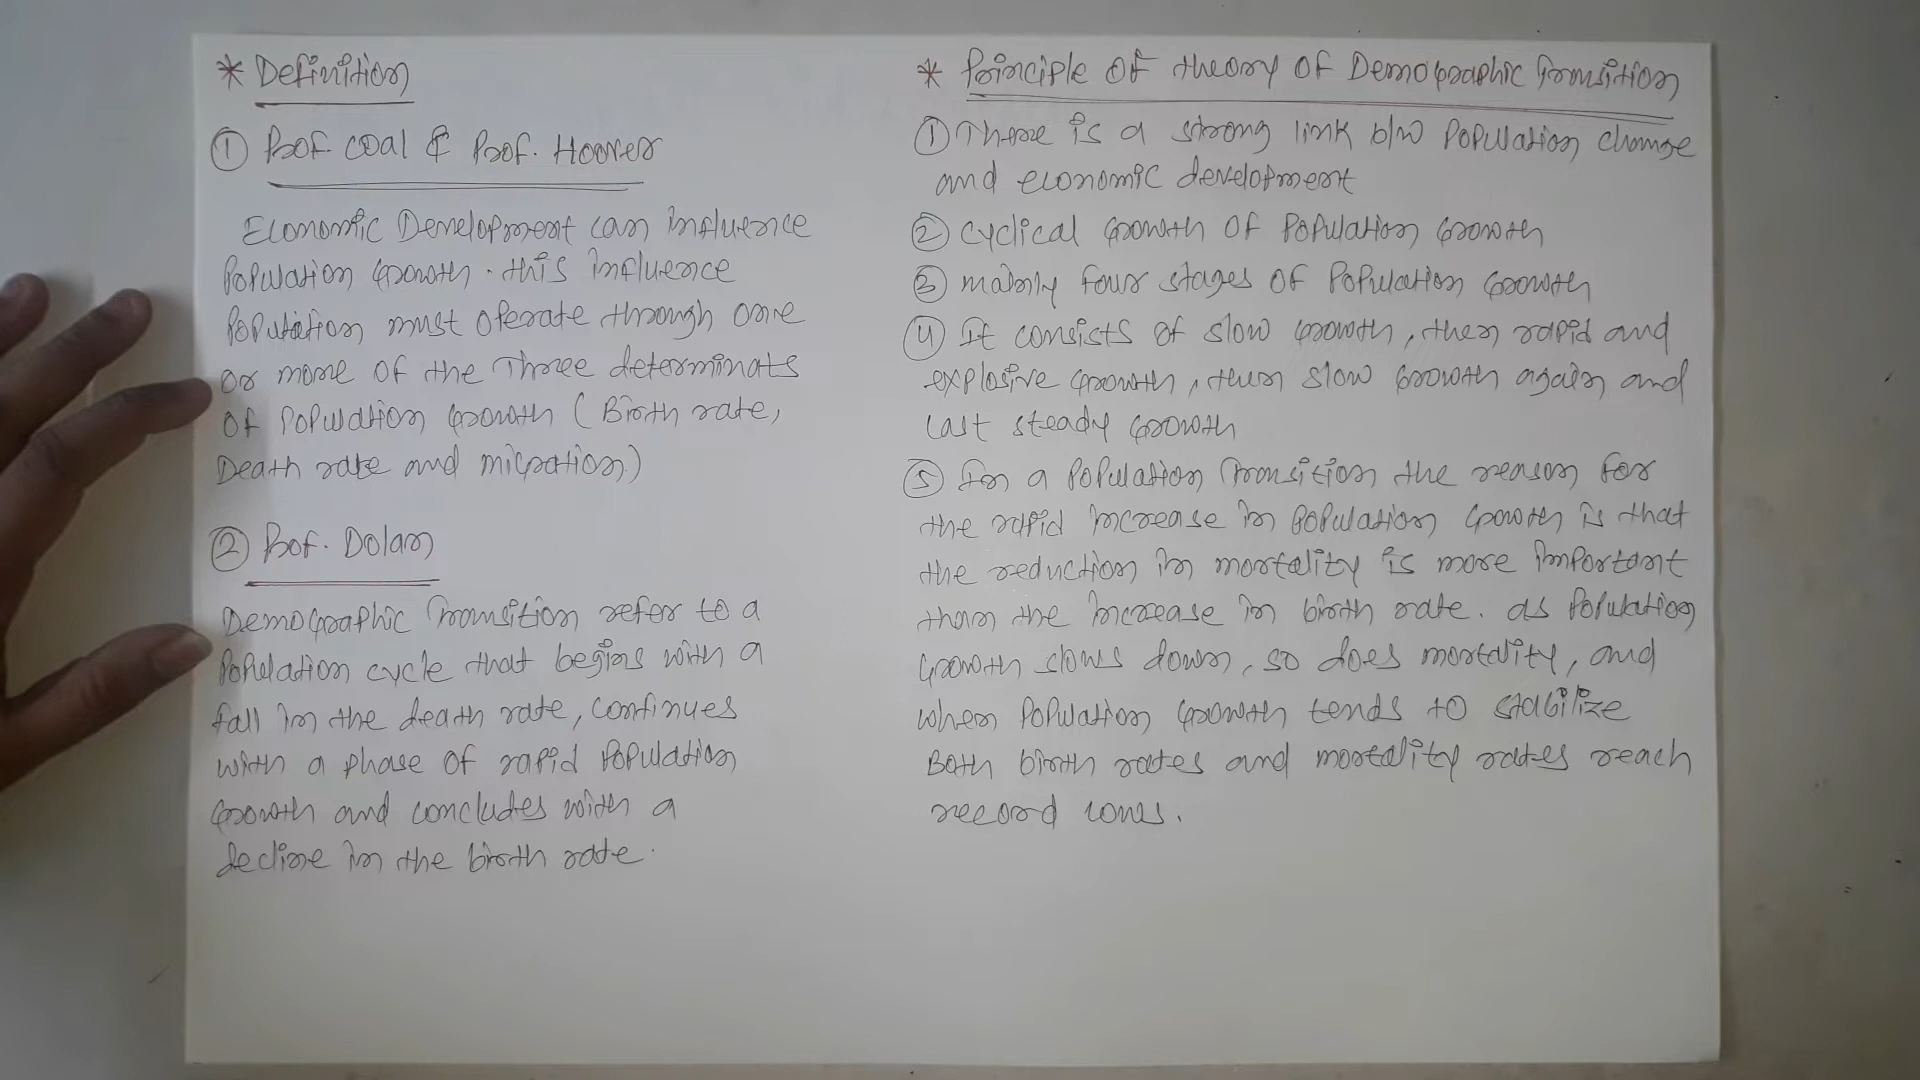 * Definition
① Prof. Coal & Prof. Hoover
Economic Development can influence
Population Growth. this influence
Population must operate through one
or more of the Three determinats
of Population Growth (Birth rate,
Death rate and migration)
② Prof. Dolan
Demographic Transition refer to a
Population cycle that begins with a
fall in the death rate, continues
with a phase of rapid Population
Growth and concludes with a
decline in the birth rate.
* Principle of theory of Demographic Transition
① There is a strong link b/w Population change
and economic development
② cyclical Growth of Population Growth
③ mainly four stages of Population Growth
④ It consists of slow Growth, then rapid and
explosive Growth, then slow Growth again and
last steady Growth
⑤ In a Population Transition the reason for
the rapid increase in Population Growth is that
the reduction in mortality is more important
than the increase in birth rate. as Population
Growth slows down, so does mortality, and
when Population Growth tends to stabilize
Both birth rates and mortality rates reach
record lows.